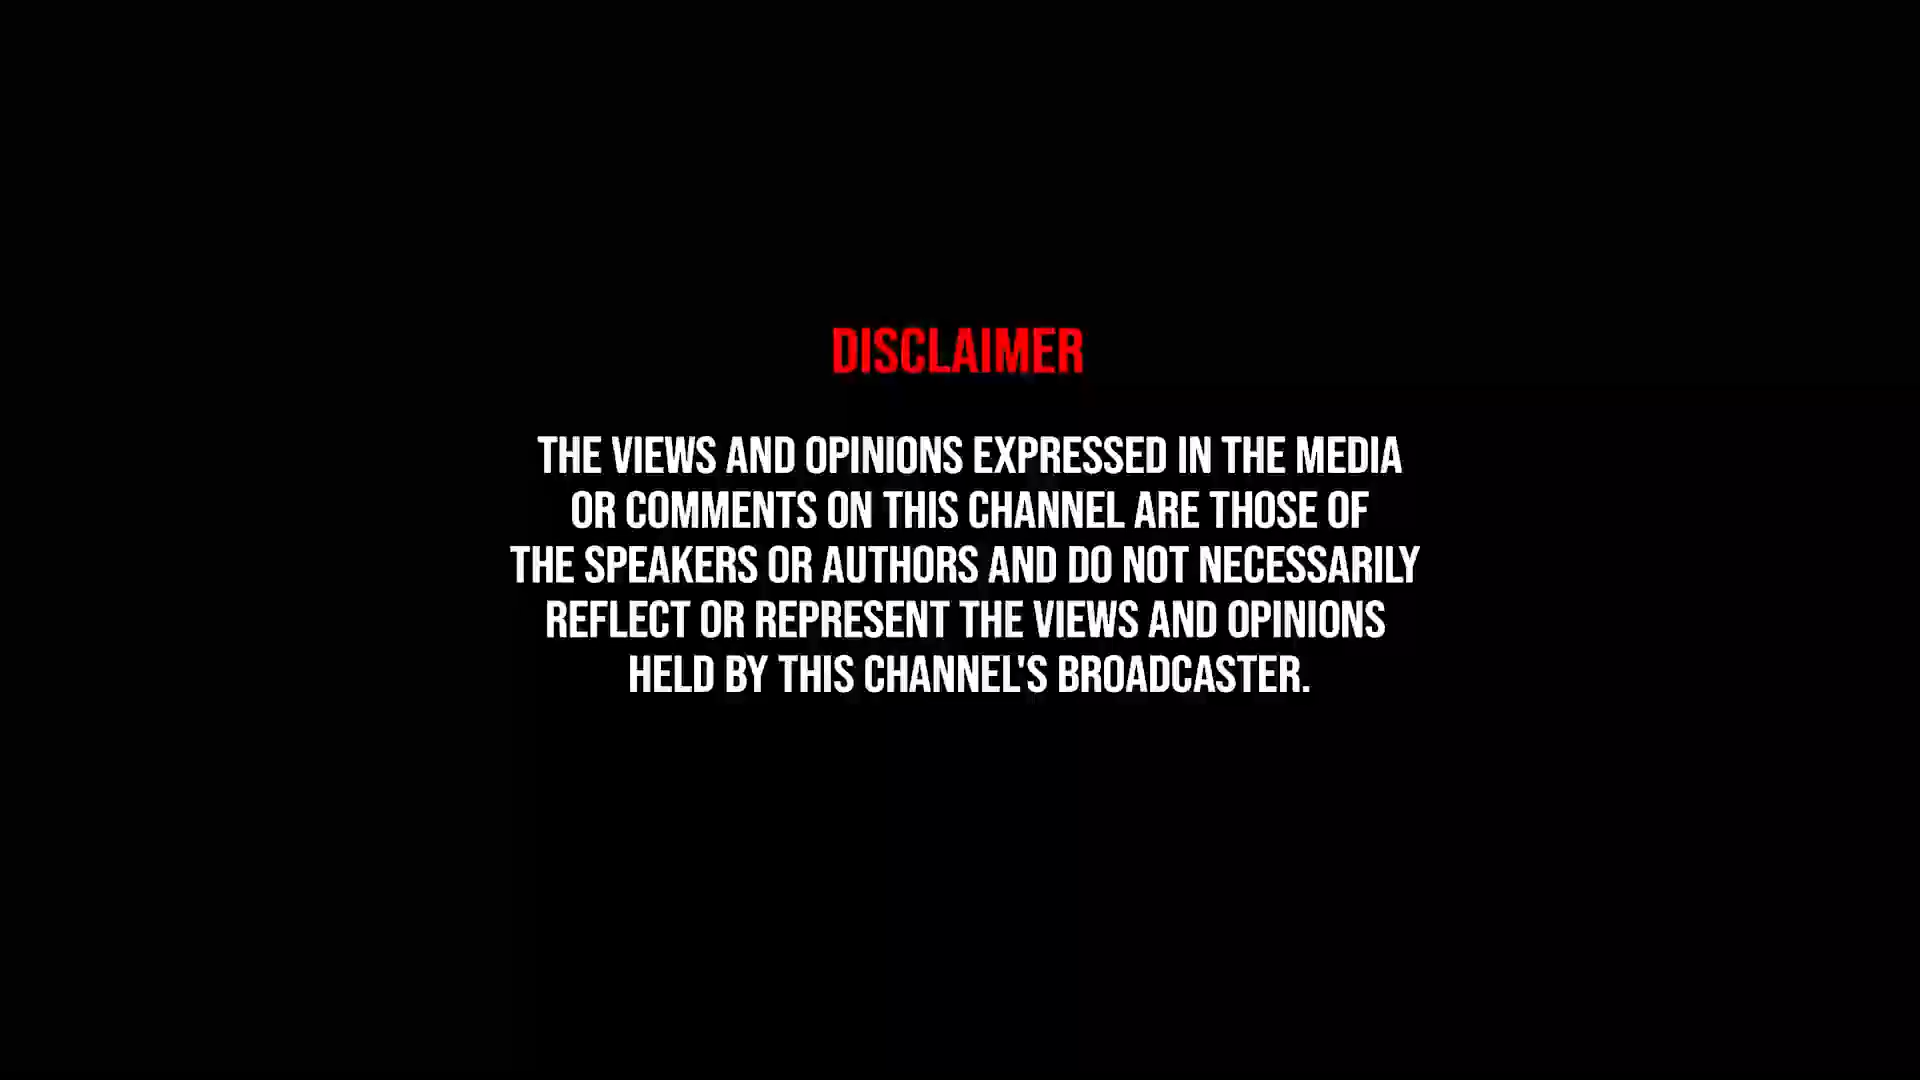 DISCLAIMER
THE VIEWS AND OPINIONS EXPRESSED IN THE MEDIA
OR COMMENTS ON THIS CHANNEL ARE THOSE OF
THE SPEAKERS OR AUTHORS AND DO NOT NECESSARILY
REFLECT OR REPRESENT THE VIEWS AND OPINIONS
HELD BY THIS CHANNEL'S BROADCASTER.